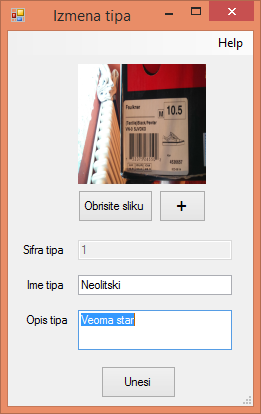 Izmena tipa
Help
Faulkner
M 10.5
Obrisite sliku +
Sifra tipa 1
Ime tipa Neolitski
Opis tipa Veoma star
Unesi